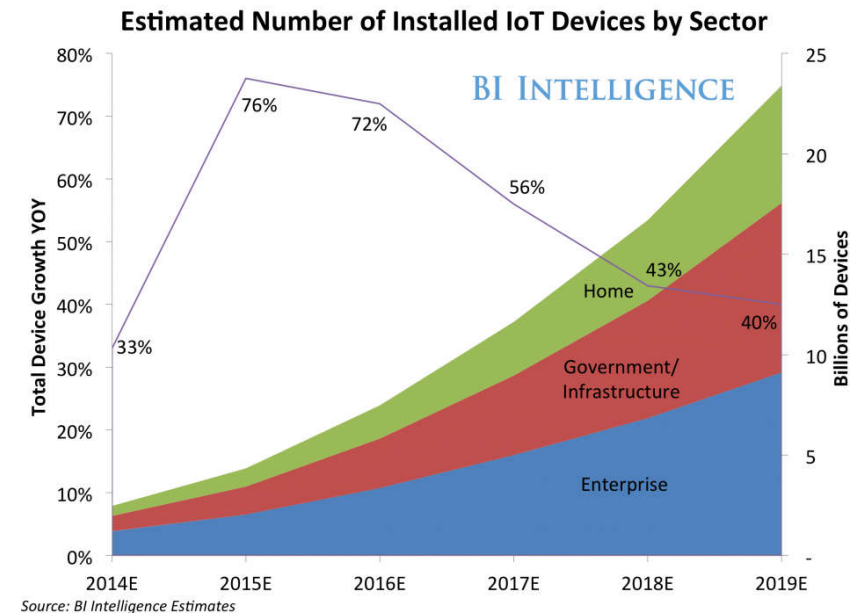 Estimated Number of Installed IoT Devices by Sector
BI INTELLIGENCE
Total Device Growth YOY
80%
70%
60%
50%
40%
30%
20%
10%
0%
33%
76%
72%
56%
43%
40%
Home
Government/
Infrastructure
Enterprise
25
20
15
10
5
-
Billions of Devices
2014E 2015E 2016E 2017E 2018E 2019E
Source: BI Intelligence Estimates